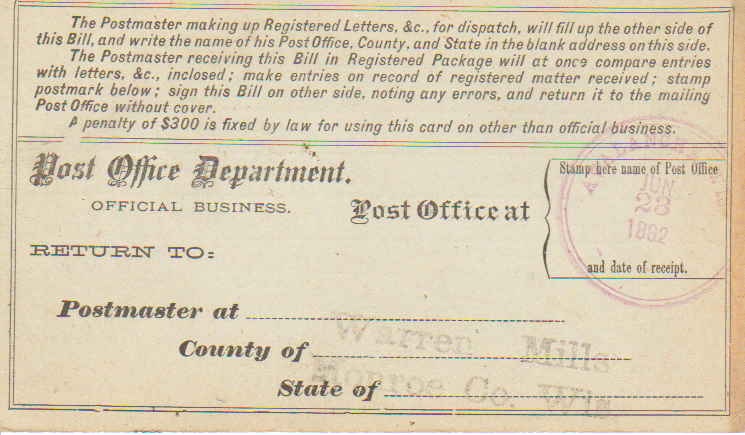 The Postmaster making up Registered Letters, &c., for dispatch, will fill up the other side of
this Bill, and write the name of his Post Office, County, and State in the blank address on this side.
The Postmaster receiving this Bill in Registered Package will at once compare entries
with letters, &c., inclosed; make entries on record of registered matter received; stamp
postmark below; sign this Bill on other side, noting any errors, and return it to the mailing
Post Office without cover.
A penalty of $300 is fixed by law for using this card on other than official business.
Post Office Department.
OFFICIAL BUSINESS.
Post Office at
Stamp here name of Post Office
JUN
23
1882
and date of receipt.
RETURN TO:
Postmaster at
Warren Mills
County of
Monroe Co. Wis
State of